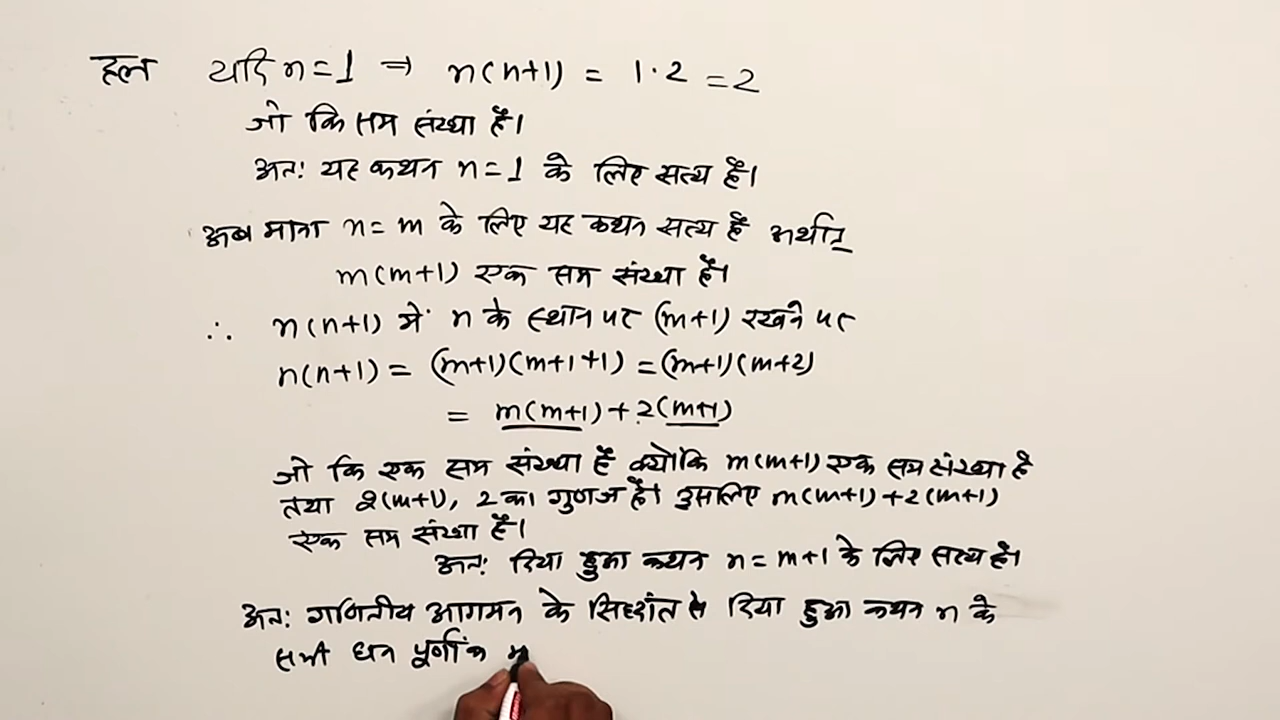 हल यदि n=1 ⇒ n(n+1) = 1·2 = 2
जो कि सम संख्या है।
अतः यह कथन n=1 के लिए सत्य है।
अब माना n=m के लिए यह कथन सत्य है अर्थात्
m(m+1) एक सम संख्या है।
∴ n(n+1) में n के स्थान पर (m+1) रखने पर
n(n+1) = (m+1)(m+1+1) = (m+1)(m+2)
= m(m+1)+2(m+1)
जो कि एक सम संख्या है क्योंकि m(m+1) एक सम संख्या है
तथा 2(m+1), 2 का गुणज है। इसलिए m(m+1)+2(m+1)
एक सम संख्या है।
अतः दिया हुआ कथन n=m+1 के लिए सत्य है।
अतः गणितीय आगमन के सिद्धांत से दिया हुआ कथन n के
सभी धन पूर्णांक